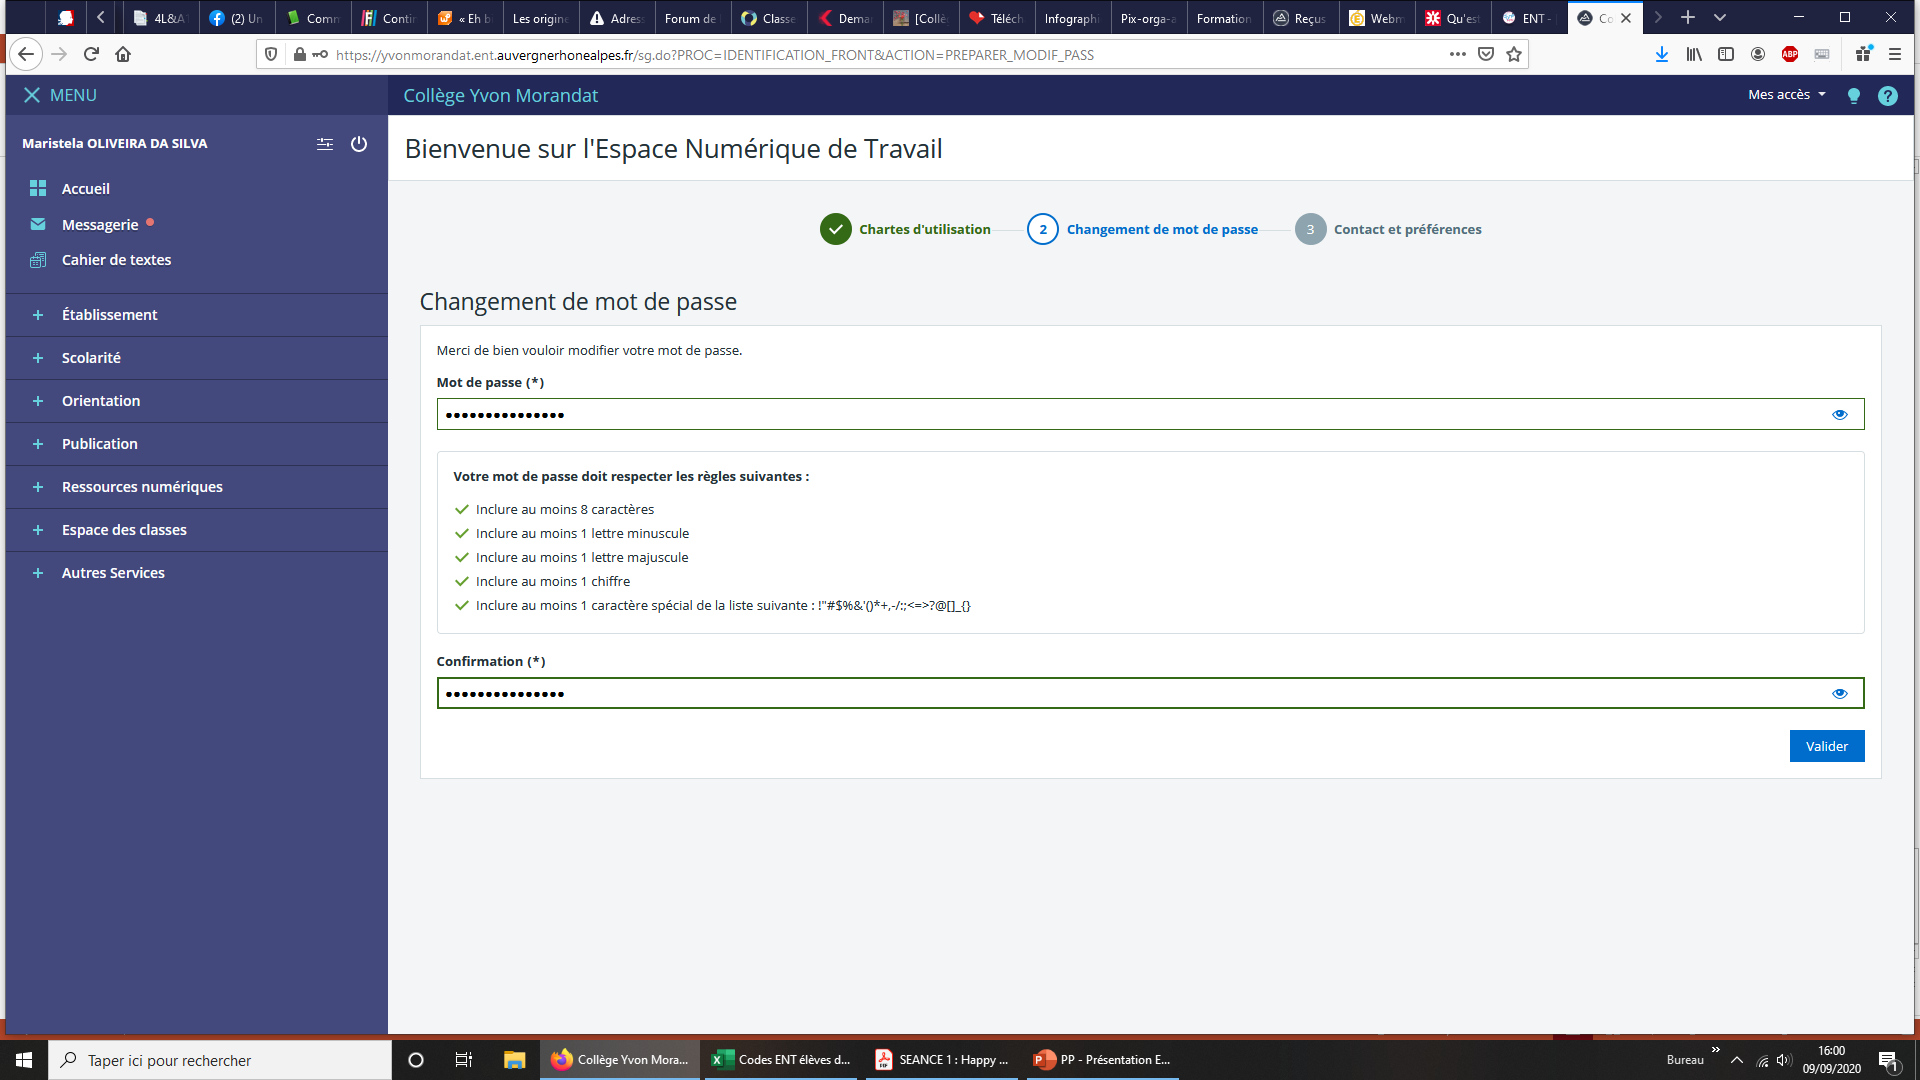 4L&A
(2) Un
Comm
Contin
« Eh b
Les origine
Adres
Forum de
Classe
Dema
[Collè
Téléch
Infographi
Pix-orga-a
Formation
Reçus
Webm
Qu'es
ENT -
Co
https://yvonmorandat.ent.auvergnerhonealpes.fr/sg.do?PROC=IDENTIFICATION_FRONT&ACTION=PREPARER_MODIF_PASS
ABP
MENU
Collège Yvon Morandat
Mes accès
?
Maristela OLIVEIRA DA SILVA
Bienvenue sur l'Espace Numérique de Travail
Accueil
Messagerie
Cahier de textes
+ Établissement
+ Scolarité
+ Orientation
+ Publication
+ Ressources numériques
+ Espace des classes
+ Autres Services
Chartes d'utilisation
2 Changement de mot de passe
3 Contact et préférences
Changement de mot de passe
Merci de bien vouloir modifier votre mot de passe.
Mot de passe (*)
•••••••••••••••
Votre mot de passe doit respecter les règles suivantes :
Inclure au moins 8 caractères
Inclure au moins 1 lettre minuscule
Inclure au moins 1 lettre majuscule
Inclure au moins 1 chiffre
Inclure au moins 1 caractère spécial de la liste suivante : !"#$%&'()*+,-/:;<=>?@[]_{}
Confirmation (*)
•••••••••••••••
Valider
Taper ici pour rechercher
Collège Yvon Mora...
Codes ENT élèves d...
SEANCE 1 : Happy ...
PP - Présentation E...
Bureau
16:00
09/09/2020
1